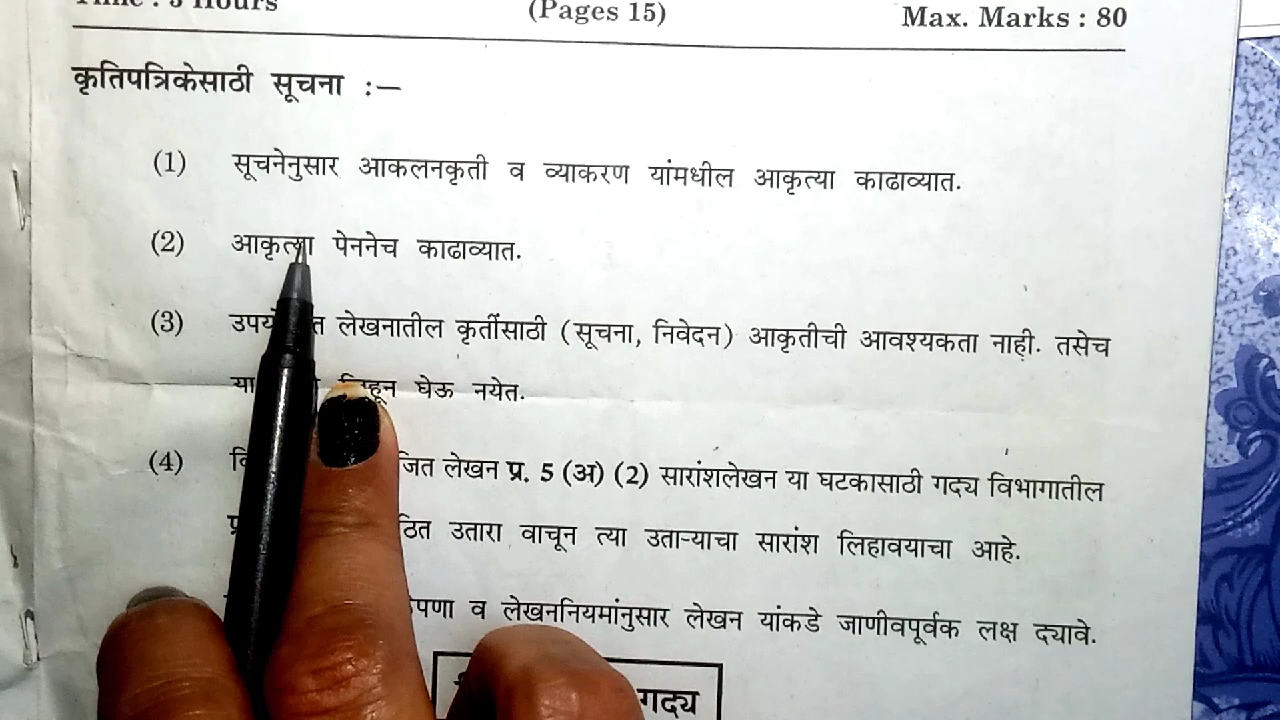 Hours (Pages 15) Max. Marks : 80
कृतिपत्रिकेसाठी सूचना :–
(1) सूचनेनुसार आकलनकृती व व्याकरण यांमधील आकृत्या काढाव्यात.
(2) आकृत्या पेननेच काढाव्यात.
(3) लेखनातील कृतींसाठी (सूचना, निवेदन) आकृतीची आवश्यकता नाही. तसेच
घेऊ नयेत.
(4) लेखन प्र. 5 (अ) (2) सारांशलेखन या घटकासाठी गद्य विभागातील
उतारा वाचून त्या उताऱ्याचा सारांश लिहावयाचा आहे.
व लेखननियमांनुसार लेखन यांकडे जाणीवपूर्वक लक्ष द्यावे.
गद्य